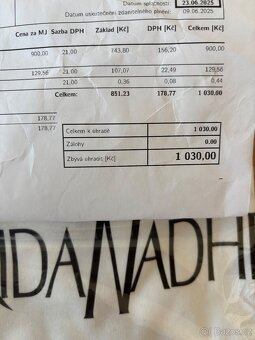 Datum splatnosti: 23.06.2025
Datum uskutečnění zdanitelného plnění: 09.06.2025
Cena za MJ Sazba DPH Základ [Kč] DPH [Kč] Celkem [Kč]
900,00 21.00 743,80 156,20 900,00
129,56 21.00 107,07 22,49 129,56
21.00 0,36 0,08 0,44
Celkem: 851,23 178,77 1 030,00
178,77
178,77
Celkem k úhradě 1 030,00
Zálohy 0.00
Zbývá uhradit [Kč] 1 030,00
IDA NADHE
bazoš.cz